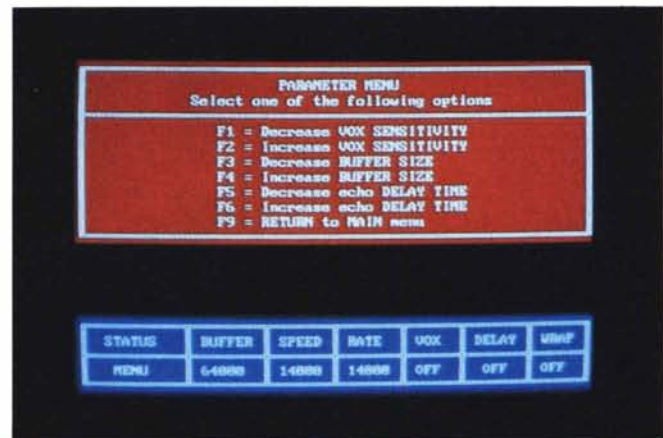 PARAMETER MENU
Select one of the following options
F1 = Decrease VOX SENSITIVITY
F2 = Increase VOX SENSITIVITY
F3 = Decrease BUFFER SIZE
F4 = Increase BUFFER SIZE
F5 = Decrease echo DELAY TIME
F6 = Increase echo DELAY TIME
F9 = RETURN to MAIN menu
STATUS BUFFER SPEED RATE VOX DELAY WRAP
MENU 64000 14000 14000 OFF OFF OFF